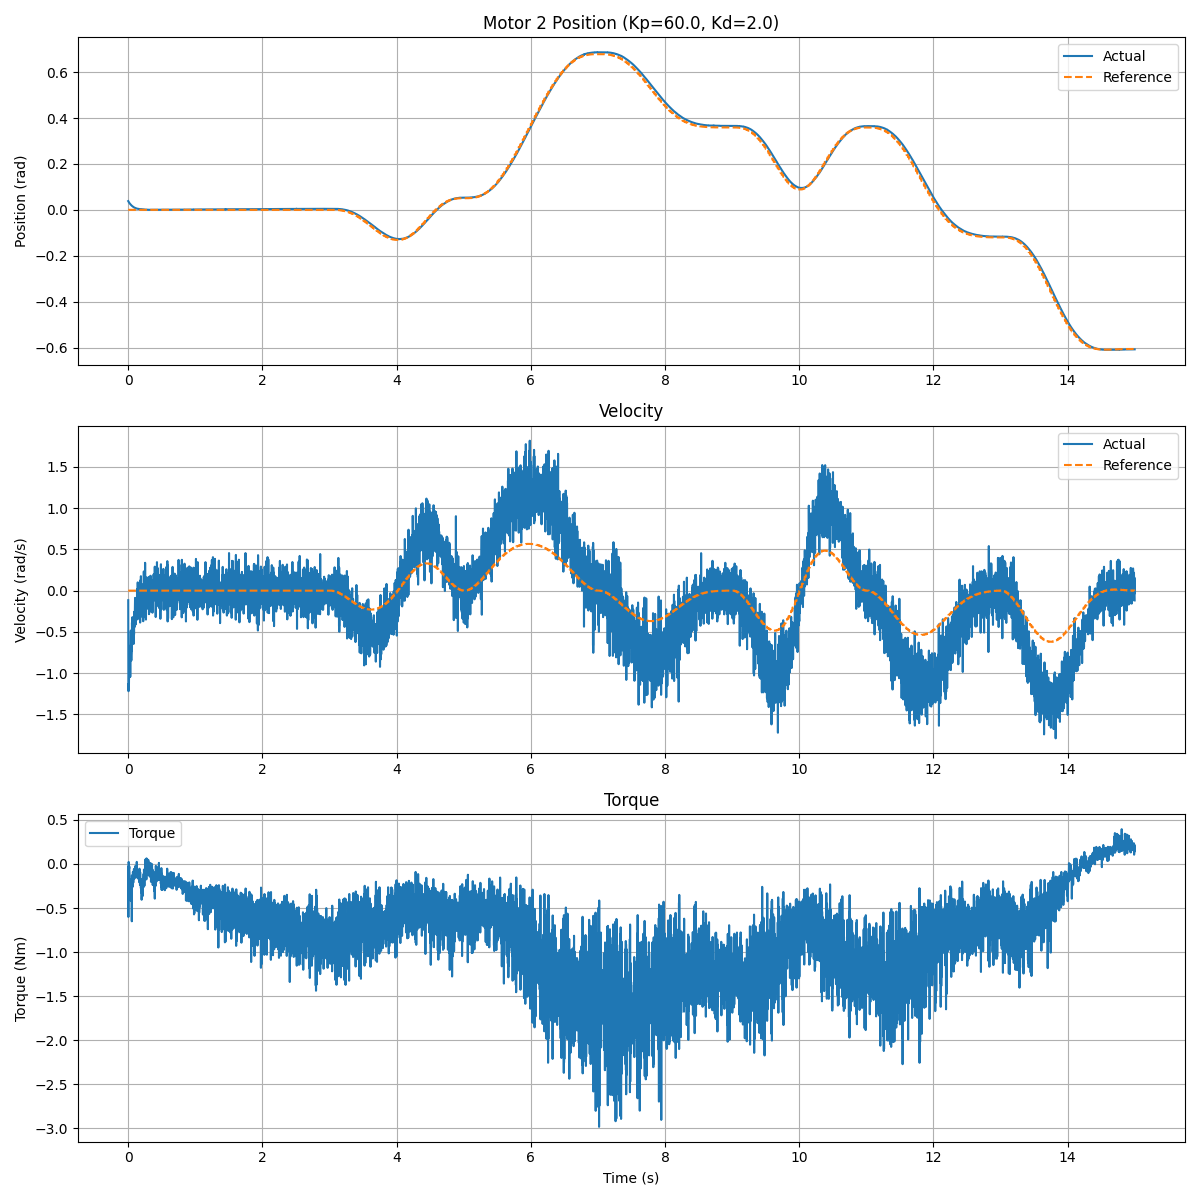 Motor 2 Position (Kp=60.0, Kd=2.0)
Position (rad)
0.6
0.4
0.2
0.0
−0.2
−0.4
−0.6
Actual
Reference
0 2 4 6 8 10 12 14
Velocity
Velocity (rad/s)
1.5
1.0
0.5
0.0
−0.5
−1.0
−1.5
Actual
Reference
0 2 4 6 8 10 12 14
Torque
Torque (Nm)
0.5
0.0
−0.5
−1.0
−1.5
−2.0
−2.5
−3.0
Torque
0 2 4 6 8 10 12 14
Time (s)